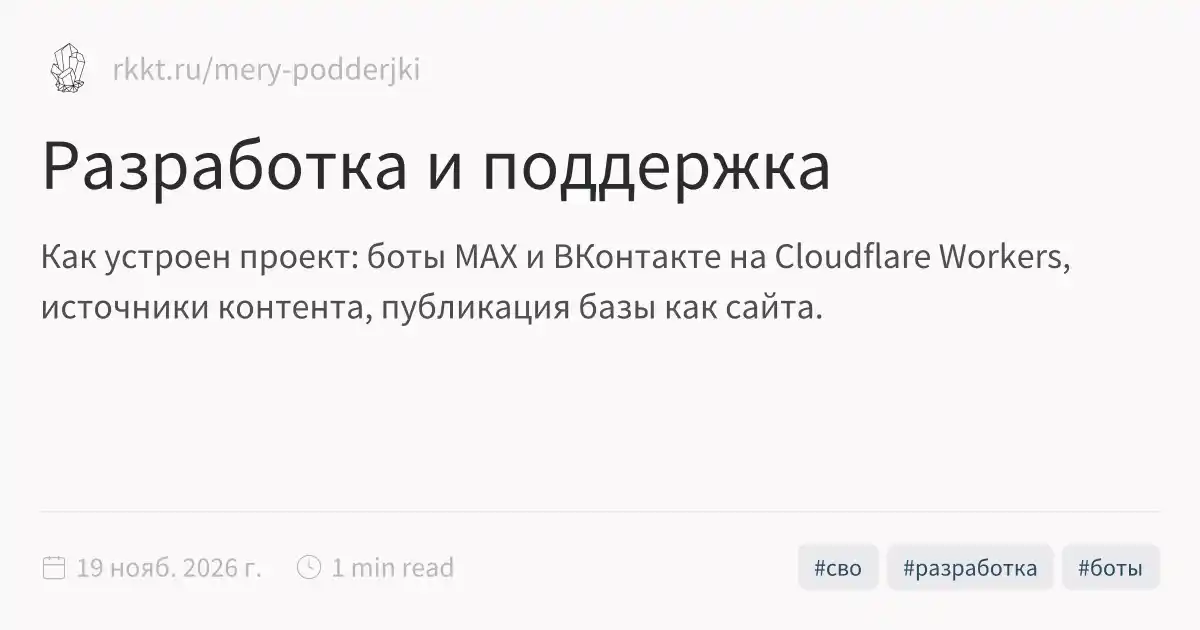 rkkt.ru/mery-podderjki
Разработка и поддержка
Как устроен проект: боты MAX и ВКонтакте на Cloudflare Workers,
источники контента, публикация базы как сайта.
19 нояб. 2026 г. 1 min read #сво #разработка #боты